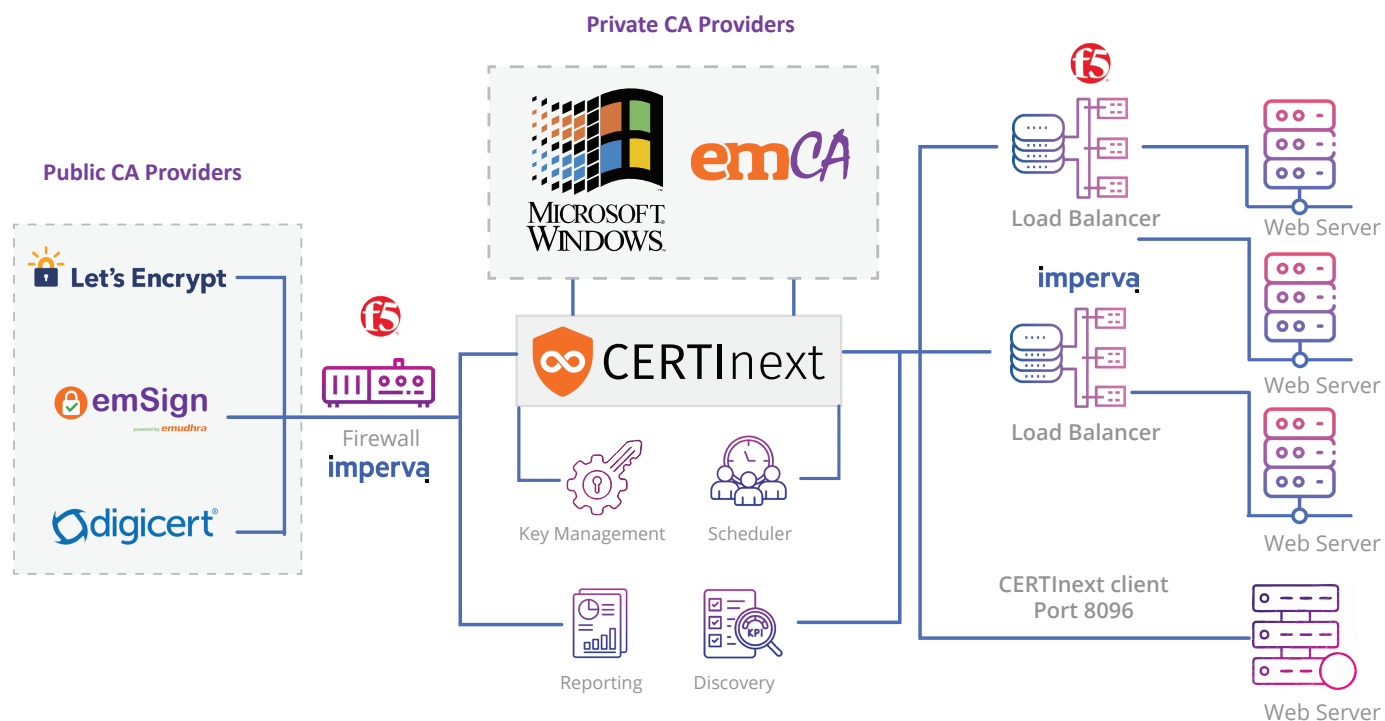 Private CA Providers
f5
MICROSOFT
WINDOWS
emCA
Public CA Providers
Load Balancer
Web Server
Let's Encrypt
f5
imperva
CERTInext
Web Server
emSign
powered by emudhra
Firewall
imperva
Load Balancer
digicert®
Key Management
Scheduler
Web Server
CERTInext client
Port 8096
KPI
Reporting
Discovery
Web Server